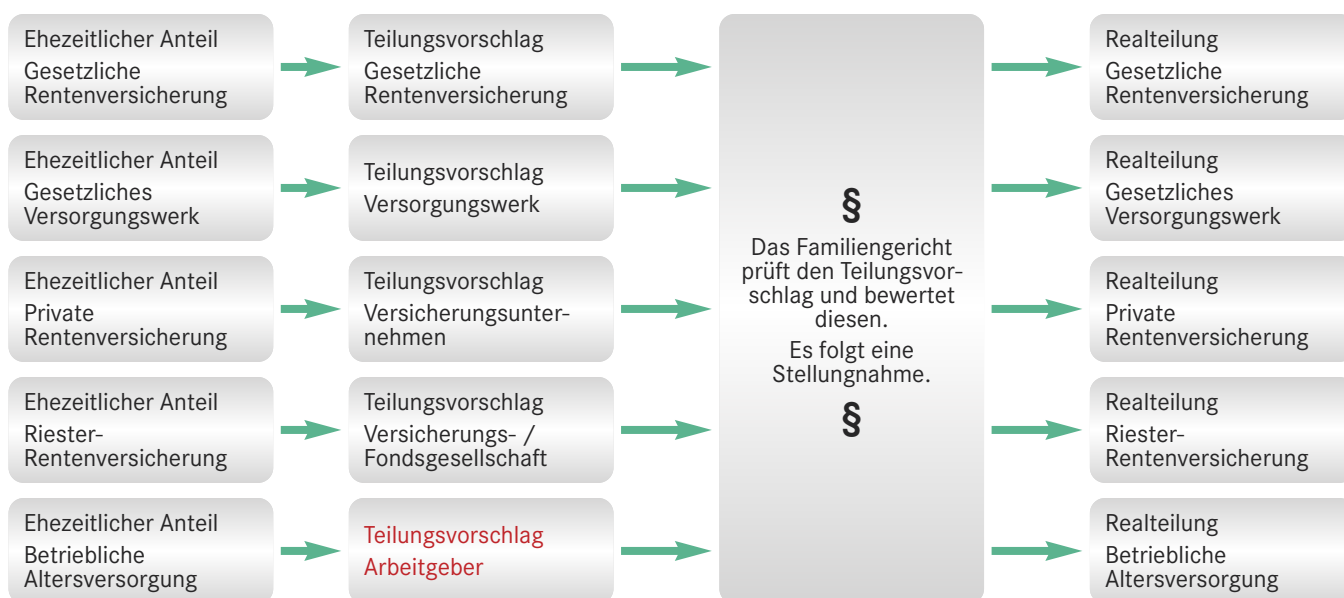 Ehezeitlicher Anteil
Gesetzliche
Rentenversicherung
Teilungsvorschlag
Gesetzliche
Rentenversicherung
Realteilung
Gesetzliche
Rentenversicherung
Ehezeitlicher Anteil
Gesetzliches
Versorgungswerk
Teilungsvorschlag
Versorgungswerk
Realteilung
Gesetzliches
Versorgungswerk
§
Das Familiengericht
prüft den Teilungsvor-
schlag und bewertet
diesen.
Es folgt eine
Stellungnahme.
§
Ehezeitlicher Anteil
Private
Rentenversicherung
Teilungsvorschlag
Versicherungsunter-
nehmen
Realteilung
Private
Rentenversicherung
Ehezeitlicher Anteil
Riester-
Rentenversicherung
Teilungsvorschlag
Versicherungs- /
Fondsgesellschaft
Realteilung
Riester-
Rentenversicherung
Ehezeitlicher Anteil
Betriebliche
Altersversorgung
Teilungsvorschlag
Arbeitgeber
Realteilung
Betriebliche
Altersversorgung